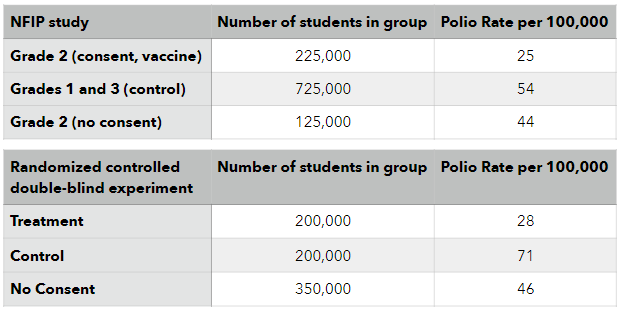 NFIP study Number of students in group Polio Rate per 100,000
Grade 2 (consent, vaccine) 225,000 25
Grades 1 and 3 (control) 725,000 54
Grade 2 (no consent) 125,000 44
Randomized controlled Number of students in group Polio Rate per 100,000
double-blind experiment
Treatment 200,000 28
Control 200,000 71
No Consent 350,000 46